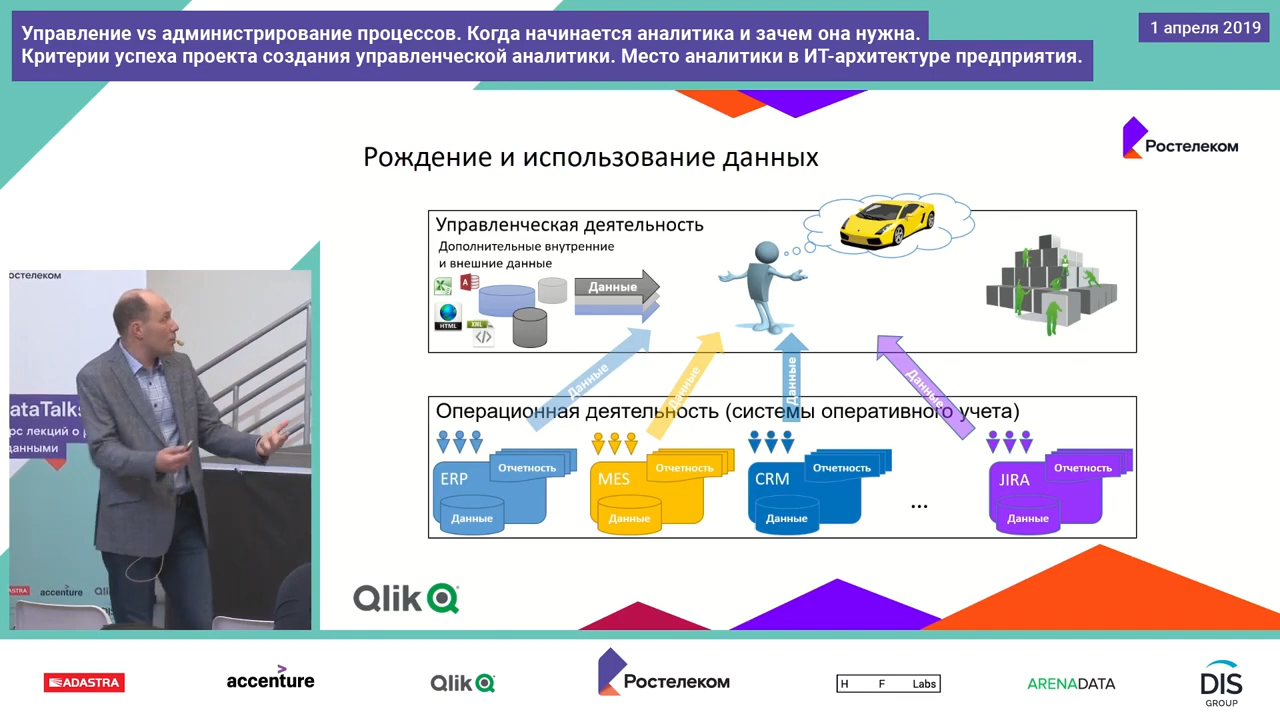 Управление vs администрирование процессов. Когда начинается аналитика и зачем она нужна.
Критерии успеха проекта создания управленческой аналитики. Место аналитики в ИТ-архитектуре предприятия.
1 апреля 2019
Рождение и использование данных
Ростелеком
Управленческая деятельность
Дополнительные внутренние
и внешние данные
Данные
HTML
XML
Данные
Данные
Данные
Данные
Операционная деятельность (системы оперативного учета)
ERP
Отчетность
Данные
MES
Отчетность
Данные
CRM
Отчетность
Данные
...
JIRA
Отчетность
Данные
Qlik
остелеком
ataTalks
рс лекций о
данными
ADASTRA
accenture
Qlik
ADASTRA
accenture
Qlik
Ростелеком
H F Labs
ARENADATA
DIS
GROUP